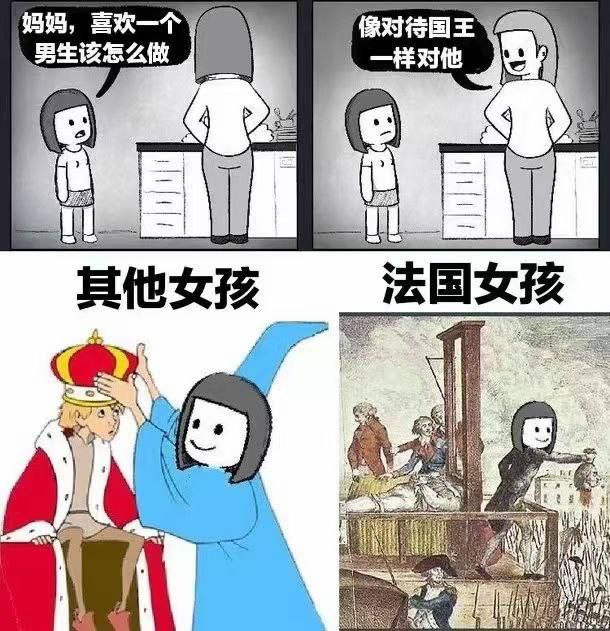 妈妈，喜欢一个
男生该怎么做
像对待国王
一样对他
其他女孩
法国女孩